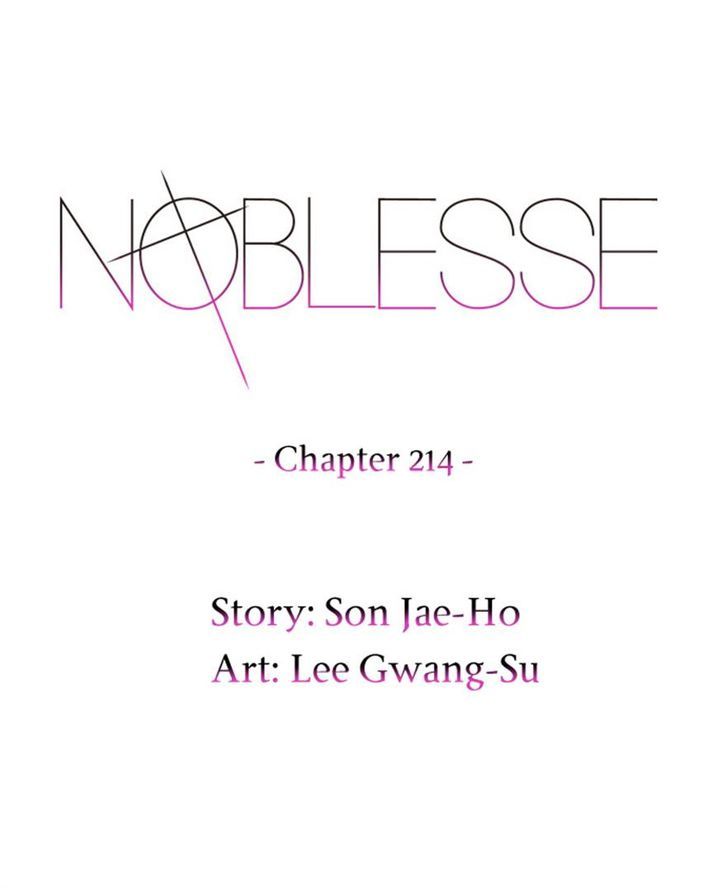 NOBLESSE
- Chapter 214 -
Story: Son Jae-Ho
Art: Lee Gwang-Su